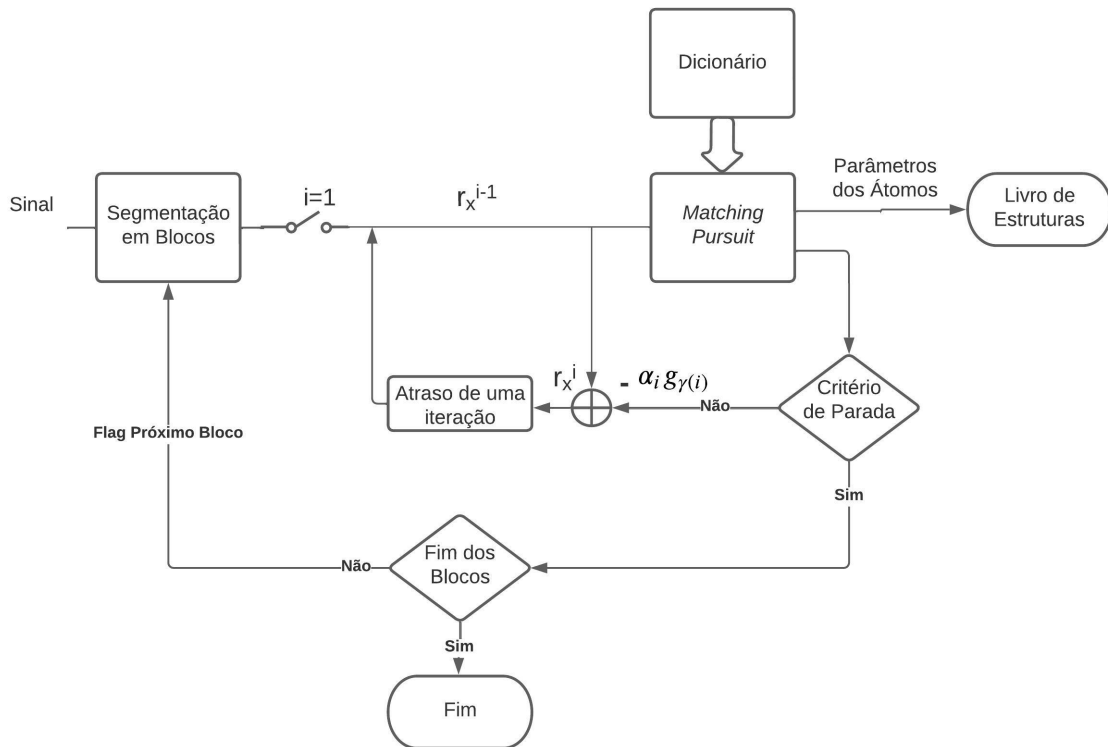 Dicionário
Sinal
Segmentação
em Blocos
i=1
r_x^{i-1}
Matching
Pursuit
Parâmetros
dos Átomos
Livro de
Estruturas
Atraso de uma
iteração
r_x^i
- α_i g_{γ(i)}
Não
Critério
de Parada
Flag Próximo Bloco
Sim
Não
Fim dos
Blocos
Sim
Fim